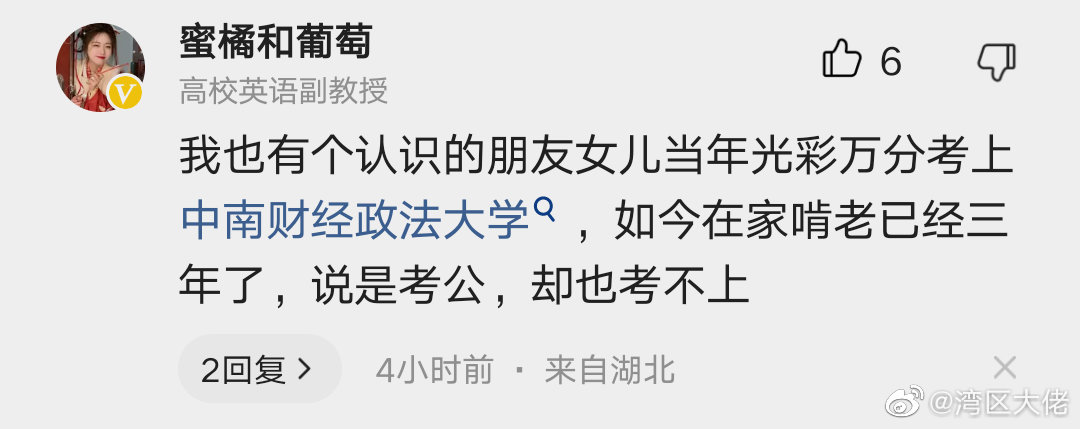 蜜橘和葡萄
6
高校英语副教授
我也有个认识的朋友女儿当年光彩万分考上
中南财经政法大学，如今在家啃老已经三
年了，说是考公，却也考不上
2回复
4小时前 · 来自湖北
@湾区大佬